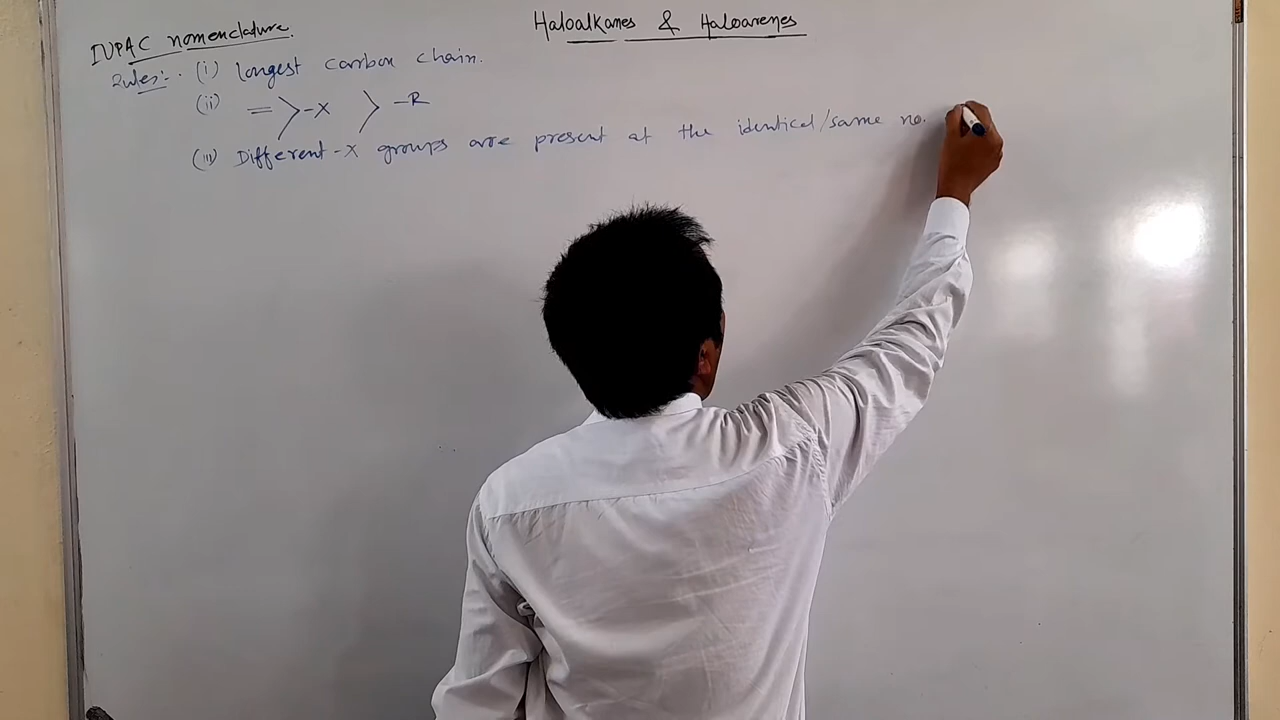 Haloalkanes & Haloarenes
IUPAC nomenclature.
Rules:- (i) longest carbon chain.
(ii) = > -X > -R
(iii) Different -X groups are present at the identical/same no.